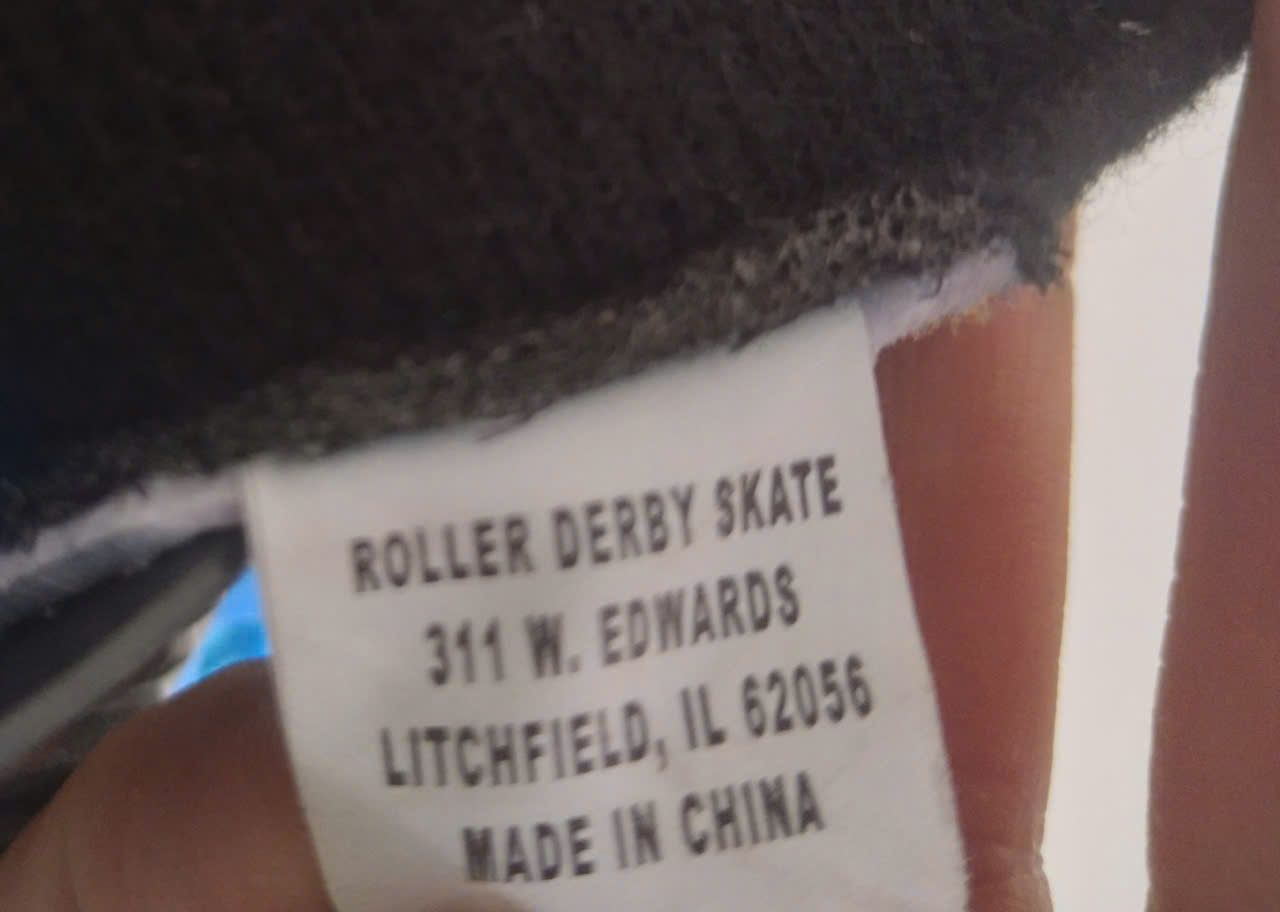 ROLLER DERBY SKATE
311 W. EDWARDS
LITCHFIELD, IL 62056
MADE IN CHINA